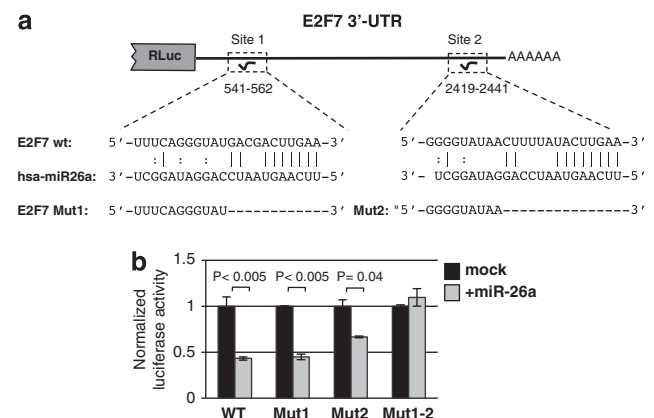 a
E2F7 3’-UTR
RLuc
Site 1
Site 2
AAAAAA
541-562
2419-2441
E2F7 wt: 5’-UUUCAGGGUAUGACGACUUGAA-3’ 5’-GGGGUAUAACUUUUAUACUUGAA-3’
hsa-miR26a: 3’-UCGGAUAGGACCUAAUGAACUU-5’ 3’- UCGGAUAGGACCUAAUGAACUU-5’
E2F7 Mut1: 5’-UUUCAGGGUAU-----------3’ Mut2: "5’-GGGGUAUAA--------------3’
b
Normalized
luciferase activity
1.5
1
0.5
0
P< 0.005 P< 0.005 P= 0.04
mock
+miR-26a
WT Mut1 Mut2 Mut1-2